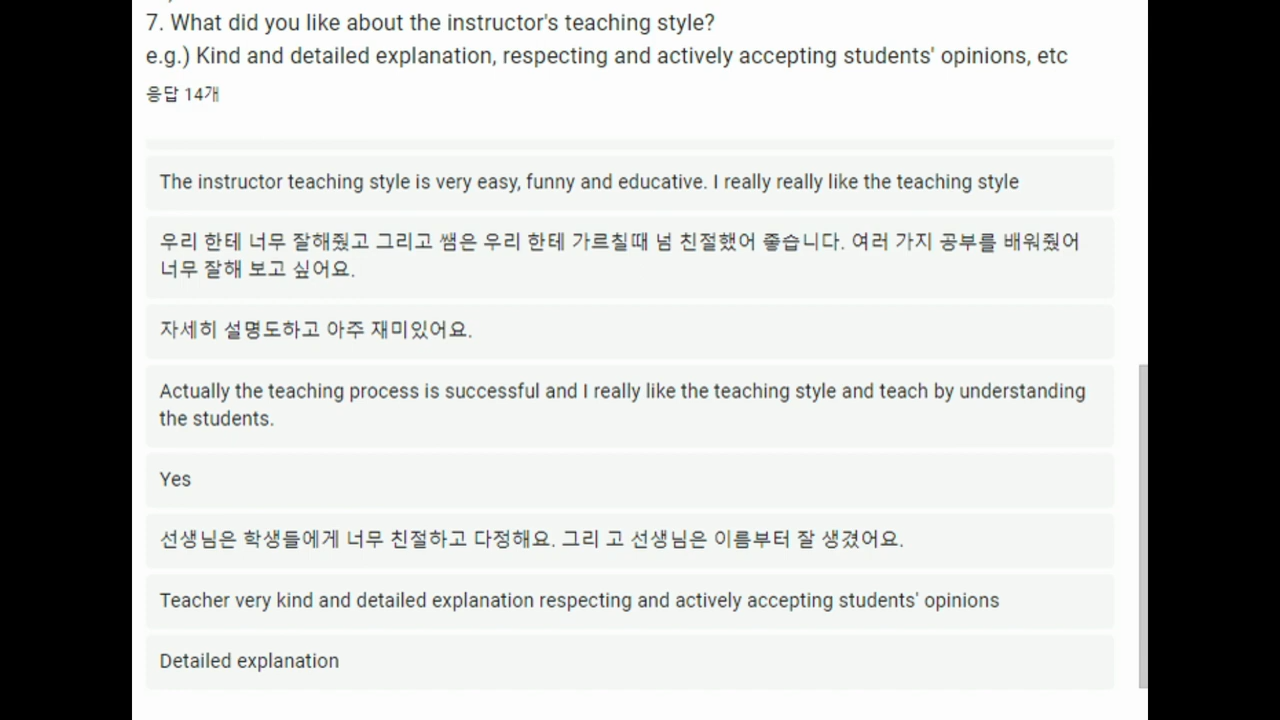 7. What did you like about the instructor's teaching style?
e.g.) Kind and detailed explanation, respecting and actively accepting students' opinions, etc
응답 14개
The instructor teaching style is very easy, funny and educative. I really really like the teaching style
우리 한테 너무 잘해줬고 그리고 쌤은 우리 한테 가르칠때 넘 친절했어 좋습니다. 여러 가지 공부를 배워줬어
너무 잘해 보고 싶어요.
자세히 설명도하고 아주 재미있어요.
Actually the teaching process is successful and I really like the teaching style and teach by understanding
the students.
Yes
선생님은 학생들에게 너무 친절하고 다정해요. 그리 고 선생님은 이름부터 잘 생겼어요.
Teacher very kind and detailed explanation respecting and actively accepting students' opinions
Detailed explanation